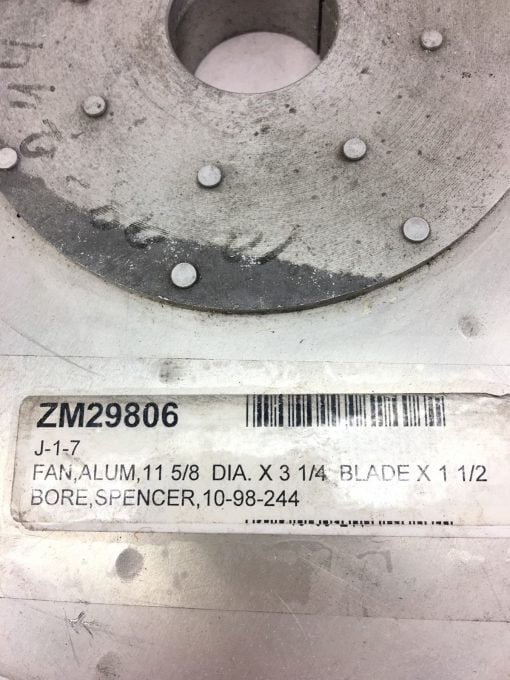 ZM29806
J-1-7
FAN,ALUM,11 5/8 DIA. X 3 1/4 BLADE X 1 1/2
BORE,SPENCER,10-98-244